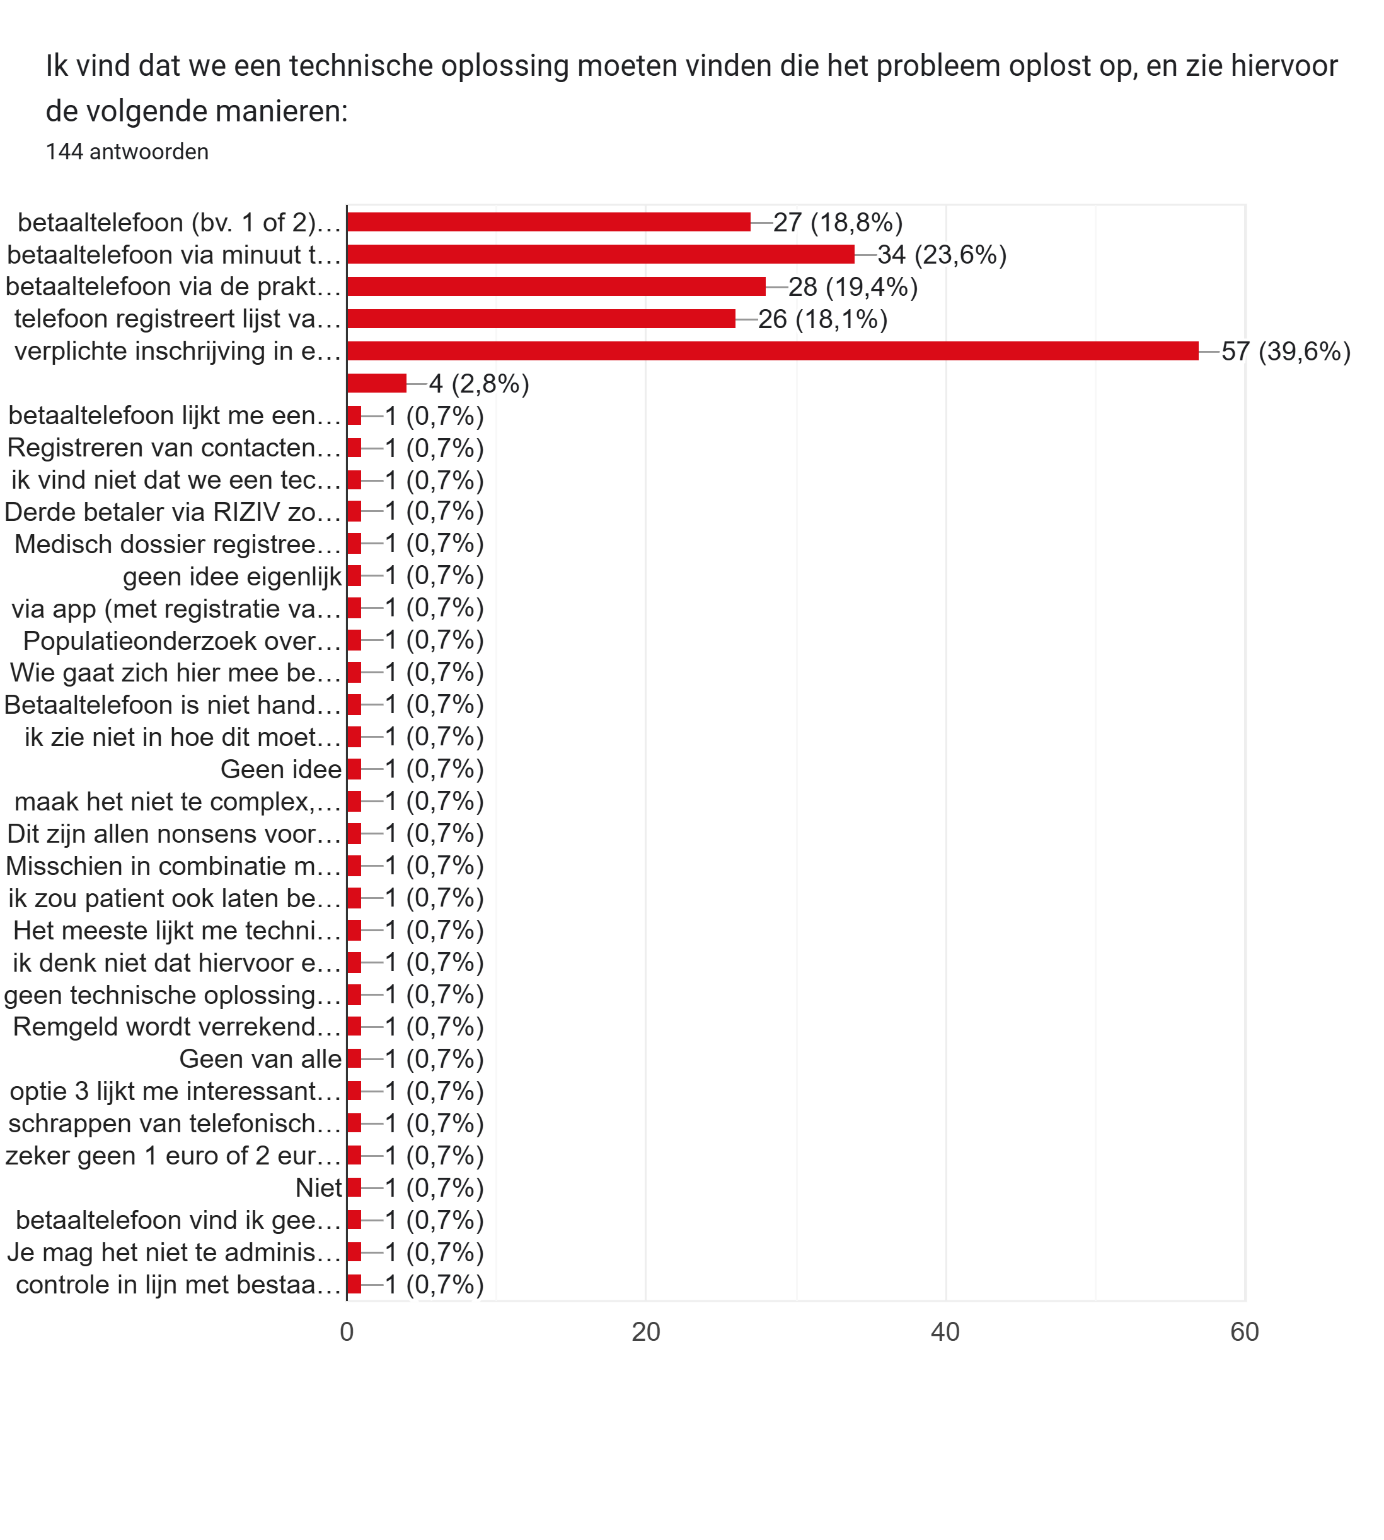 Ik vind dat we een technische oplossing moeten vinden die het probleem oplost op, en zie hiervoor
de volgende manieren:
144 antwoorden
betaaltelefoon (bv. 1 of 2)… 27 (18,8%)
betaaltelefoon via minuut t… 34 (23,6%)
betaaltelefoon via de prakt… 28 (19,4%)
telefoon registreert lijst va… 26 (18,1%)
verplichte inschrijving in e… 57 (39,6%)
4 (2,8%)
betaaltelefoon lijkt me een… 1 (0,7%)
Registreren van contacten… 1 (0,7%)
ik vind niet dat we een tec… 1 (0,7%)
Derde betaler via RIZIV zo… 1 (0,7%)
Medisch dossier registree… 1 (0,7%)
geen idee eigenlijk 1 (0,7%)
via app (met registratie va… 1 (0,7%)
Populatieonderzoek over… 1 (0,7%)
Wie gaat zich hier mee be… 1 (0,7%)
Betaaltelefoon is niet hand… 1 (0,7%)
ik zie niet in hoe dit moet… 1 (0,7%)
Geen idee 1 (0,7%)
maak het niet te complex,… 1 (0,7%)
Dit zijn allen nonsens voor… 1 (0,7%)
Misschien in combinatie m… 1 (0,7%)
ik zou patient ook laten be… 1 (0,7%)
Het meeste lijkt me techni… 1 (0,7%)
ik denk niet dat hiervoor e… 1 (0,7%)
geen technische oplossing… 1 (0,7%)
Remgeld wordt verrekend… 1 (0,7%)
Geen van alle 1 (0,7%)
optie 3 lijkt me interessant… 1 (0,7%)
schrappen van telefonisch… 1 (0,7%)
zeker geen 1 euro of 2 eur… 1 (0,7%)
Niet 1 (0,7%)
betaaltelefoon vind ik gee… 1 (0,7%)
Je mag het niet te adminis… 1 (0,7%)
controle in lijn met bestaa… 1 (0,7%)
0 20 40 60